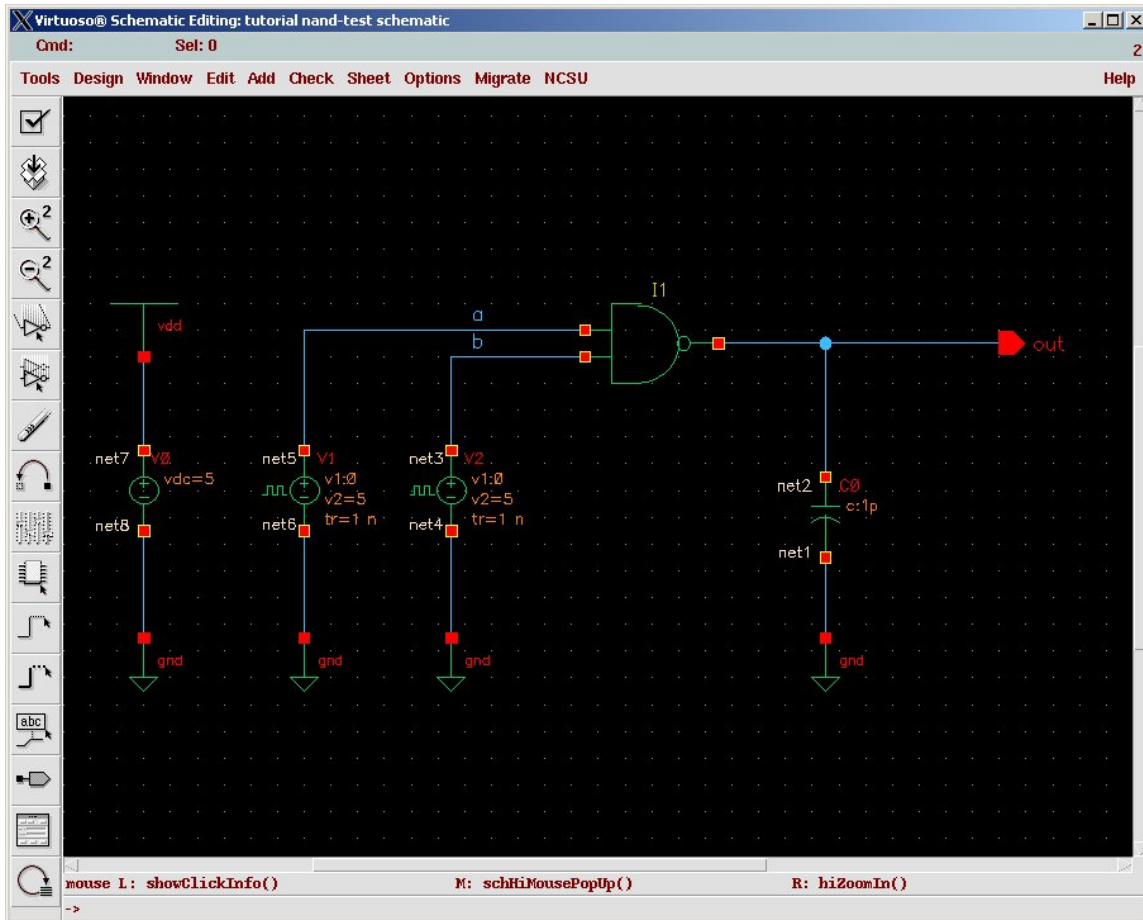 Virtuoso® Schematic Editing: tutorial nand-test schematic
Cmd: Sel: 0 2
Tools Design Window Edit Add Check Sheet Options Migrate NCSU Help
2
2
abc
I1
a
b
vdd
out
net7 V0
vdc=5
net8
gnd
net5 V1
v1:0
v2=5
tr=1 n
net6
gnd
net3 V2
v1:0
v2=5
tr=1 n
net4
gnd
net2 C0
c:1p
net1
gnd
mouse L: showClickInfo() M: schHiMousePopUp() R: hiZoomIn()
->